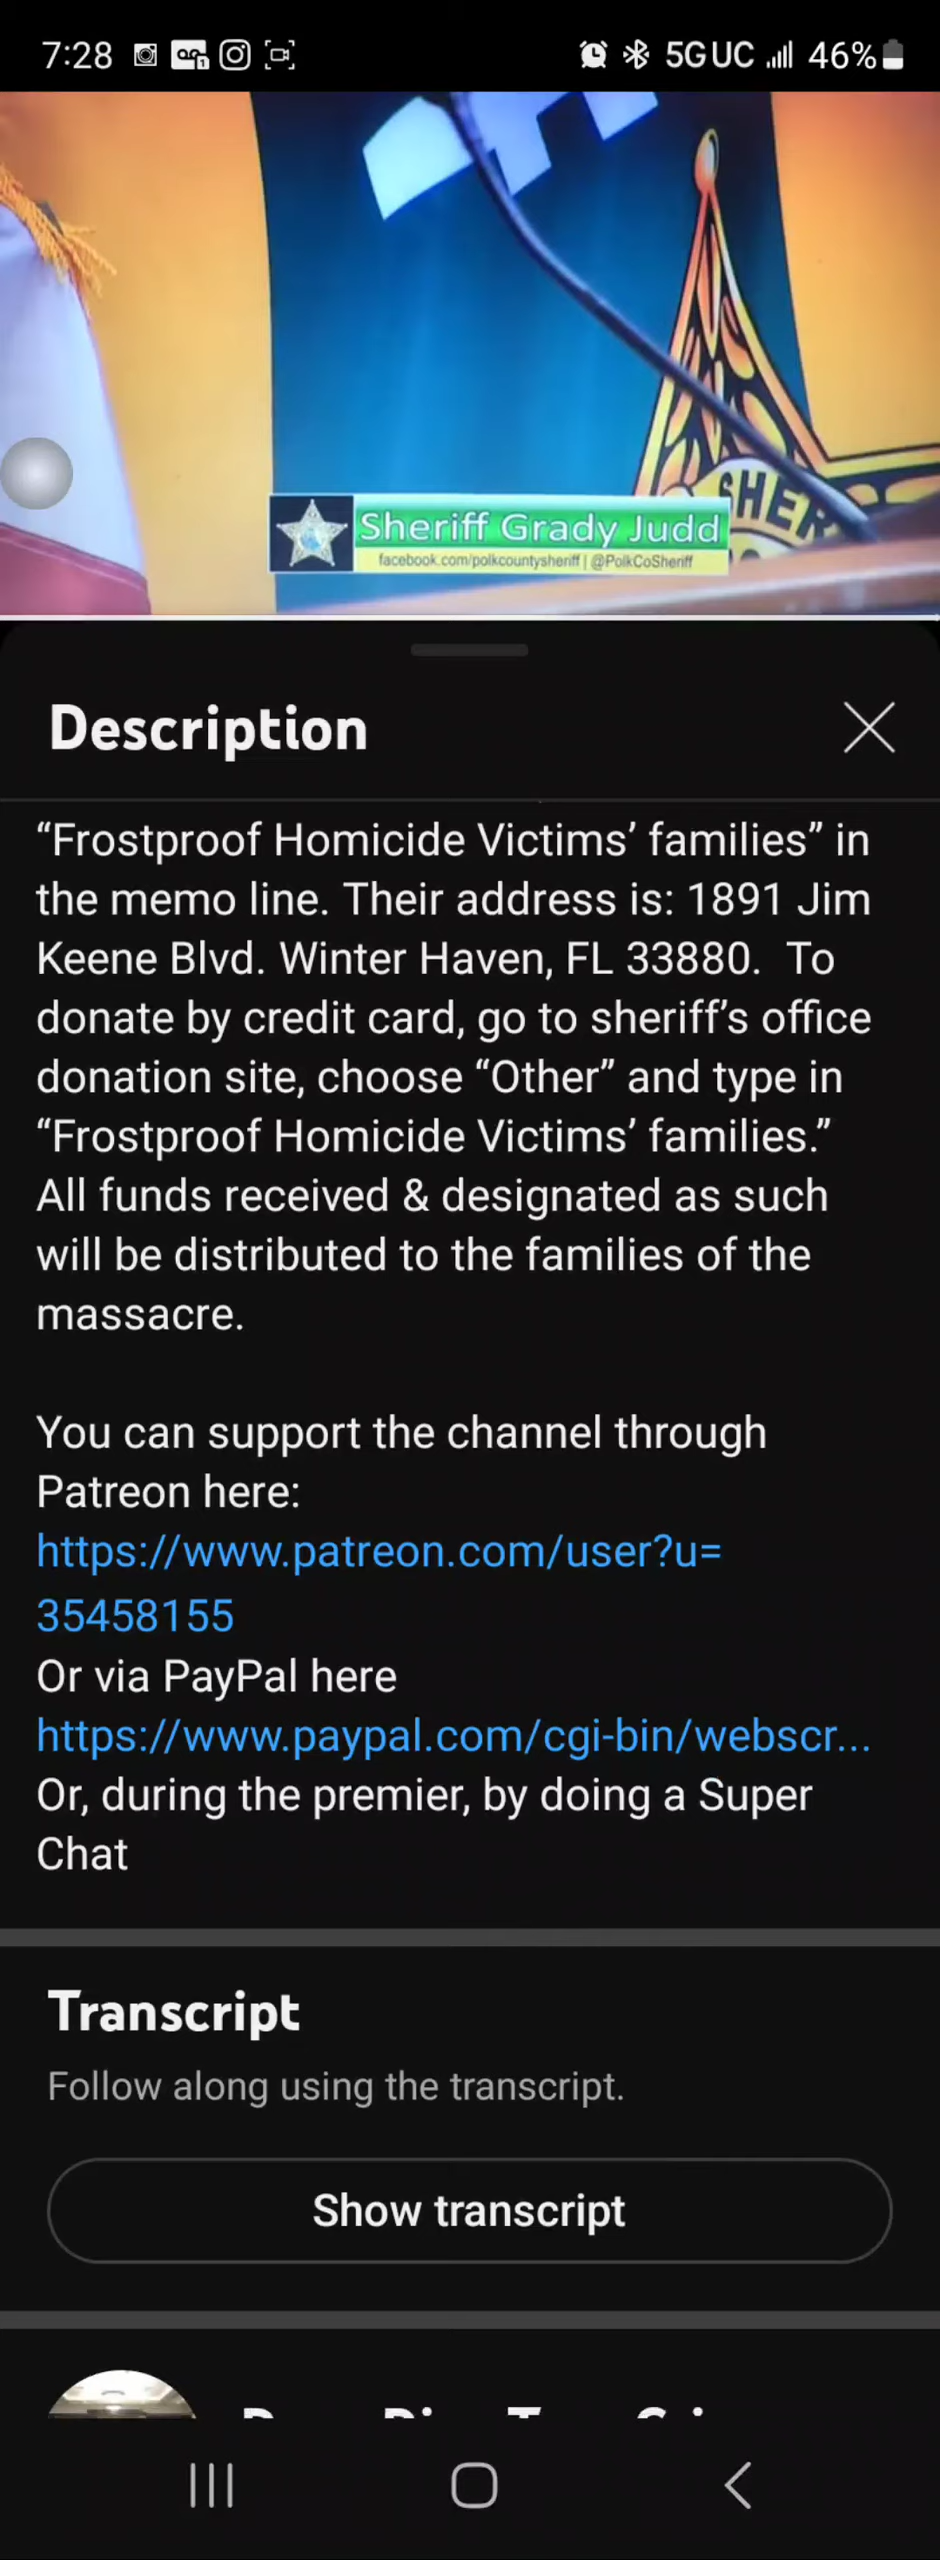 7:28 5G UC 46%
SHER
Sheriff Grady Judd
facebook.com/polkcountysheriff | @PolkCoSheriff
Description
“Frostproof Homicide Victims’ families” in
the memo line. Their address is: 1891 Jim
Keene Blvd. Winter Haven, FL 33880.  To
donate by credit card, go to sheriff’s office
donation site, choose “Other” and type in
“Frostproof Homicide Victims’ families.”
All funds received & designated as such
will be distributed to the families of the
massacre.
You can support the channel through
Patreon here:
https://www.patreon.com/user?u=
35458155
Or via PayPal here
https://www.paypal.com/cgi-bin/webscr...
Or, during the premier, by doing a Super
Chat
Transcript
Follow along using the transcript.
Show transcript